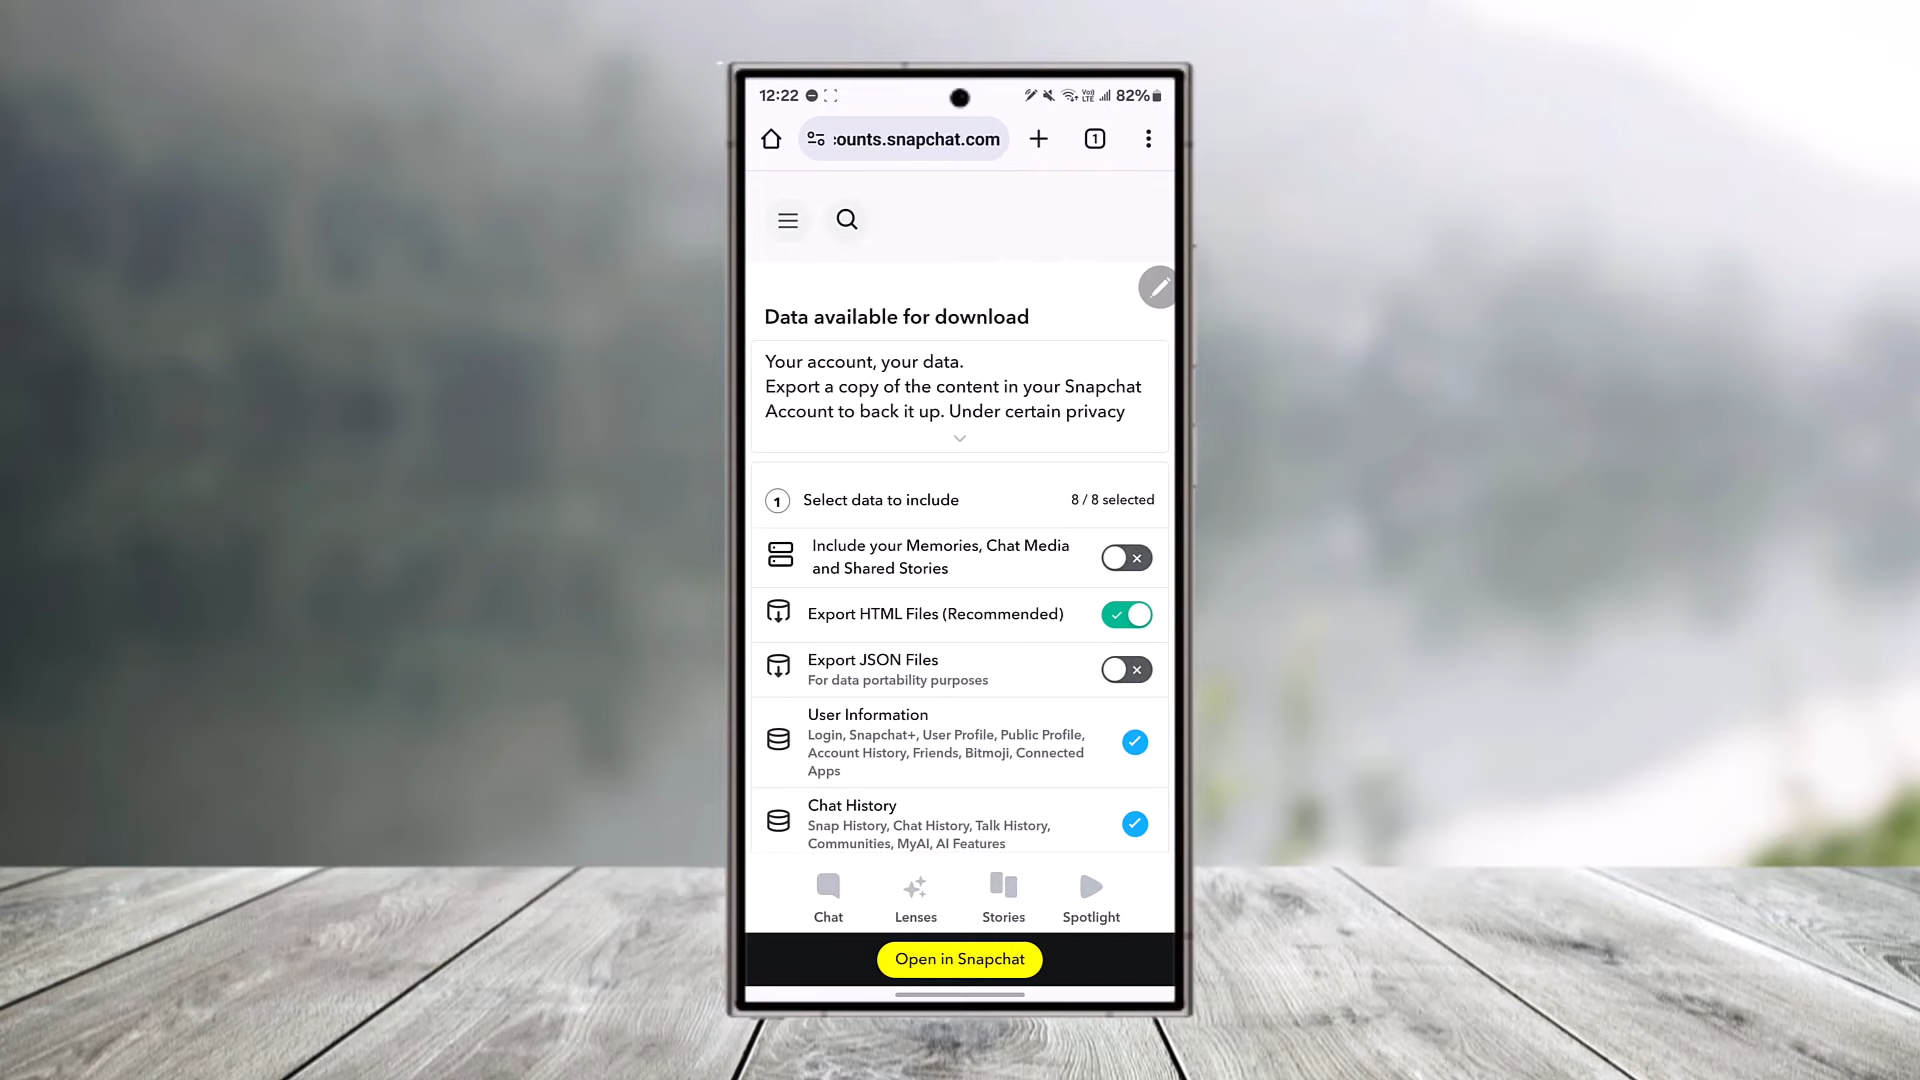 12:22
Vo)) LTE 82%
:ounts.snapchat.com
1
Data available for download
Your account, your data.
Export a copy of the content in your Snapchat
Account to back it up. Under certain privacy
1 Select data to include 8 / 8 selected
Include your Memories, Chat Media
and Shared Stories
Export HTML Files (Recommended)
Export JSON Files
For data portability purposes
User Information
Login, Snapchat+, User Profile, Public Profile,
Account History, Friends, Bitmoji, Connected
Apps
Chat History
Snap History, Chat History, Talk History,
Communities, MyAI, AI Features
Chat Lenses Stories Spotlight
Open in Snapchat